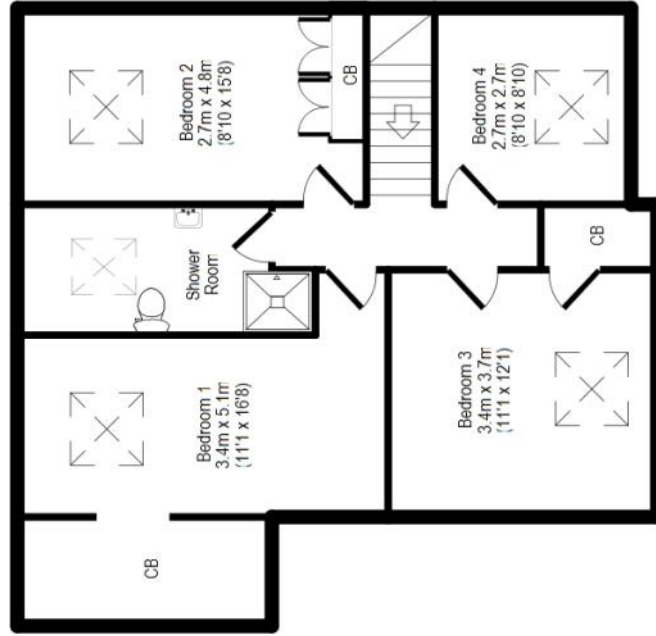 Bedroom 2
2.7m x 4.8m
(8'10 x 15'8)
CB
Bedroom 4
2.7m x 2.7m
(8'10 x 8'10)
Shower
Room
CB
Bedroom 1
3.4m x 5.1m
(11'1 x 16'8)
Bedroom 3
3.4m x 3.7m
(11'1 x 12'1)
CB